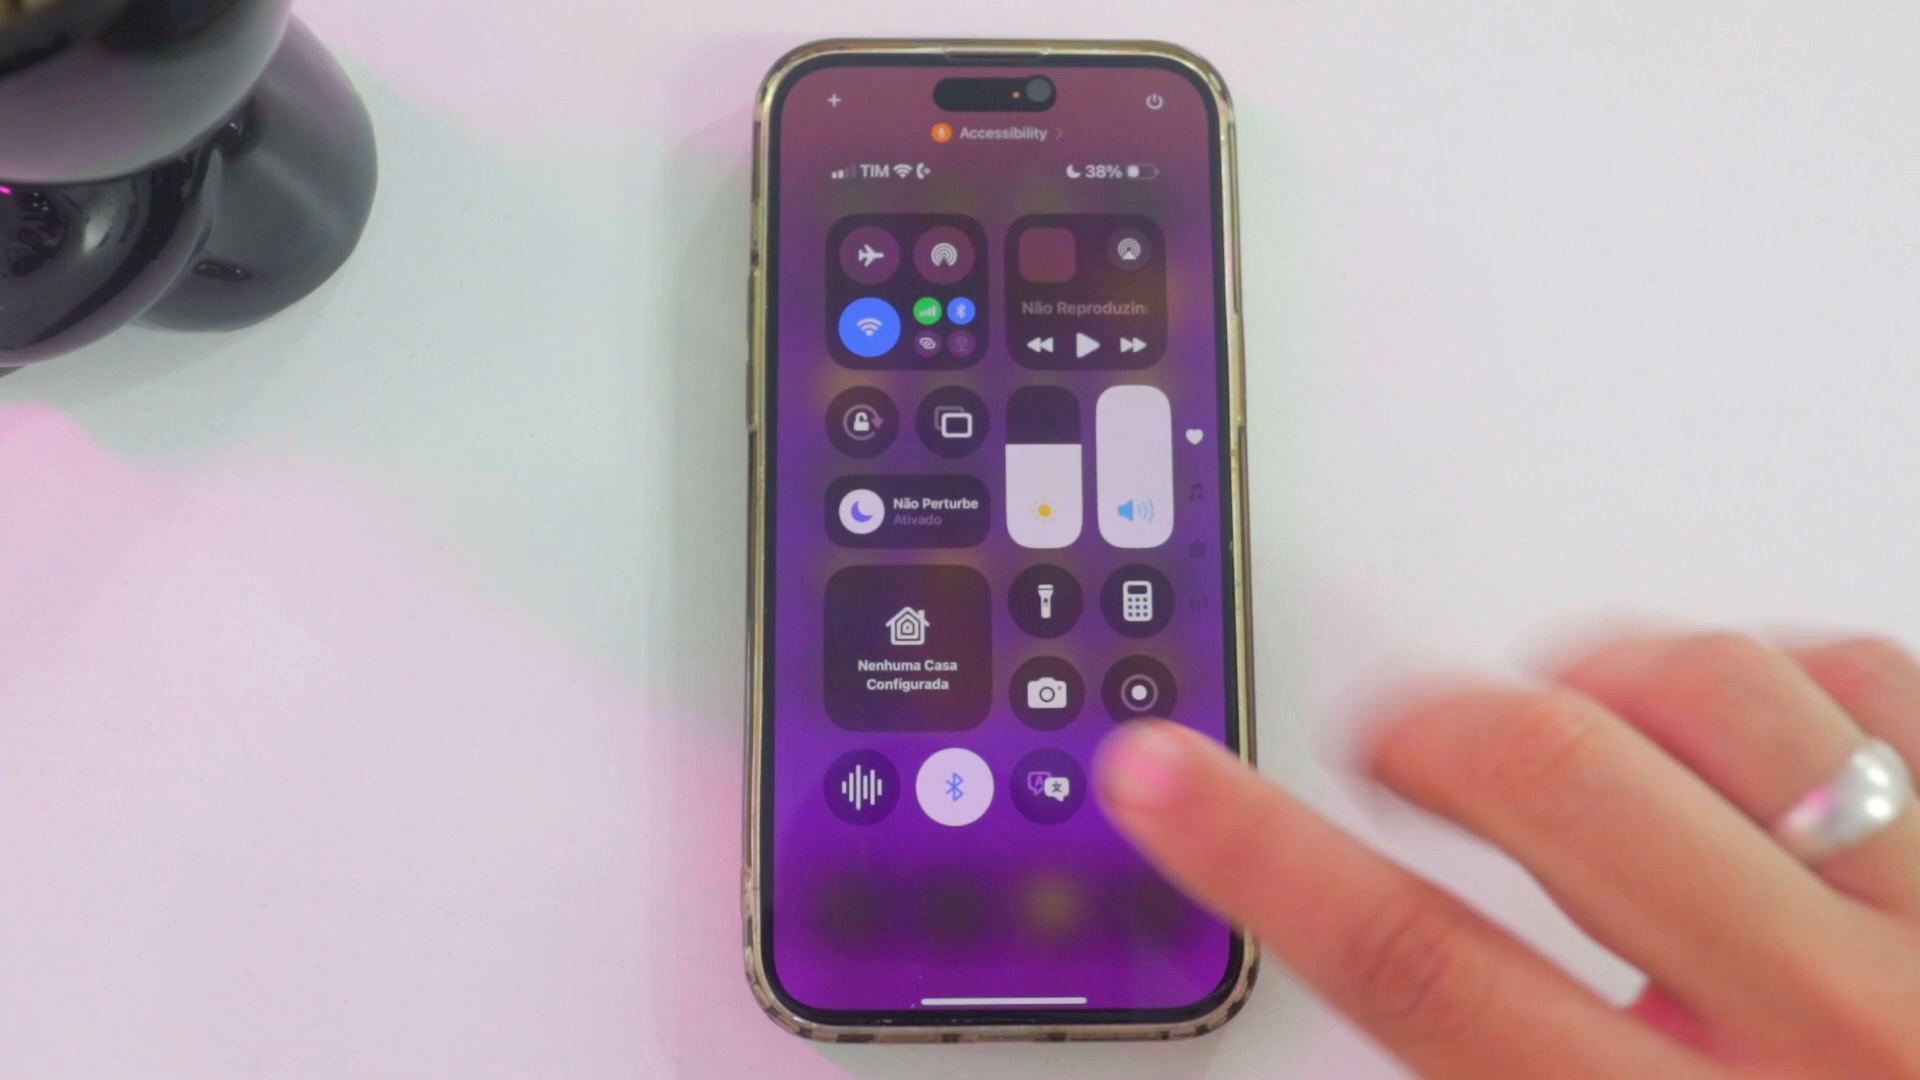 Accessibility
TIM
38%
Não Reproduzin
Não Perturbe
Ativado
Nenhuma Casa
Configurada